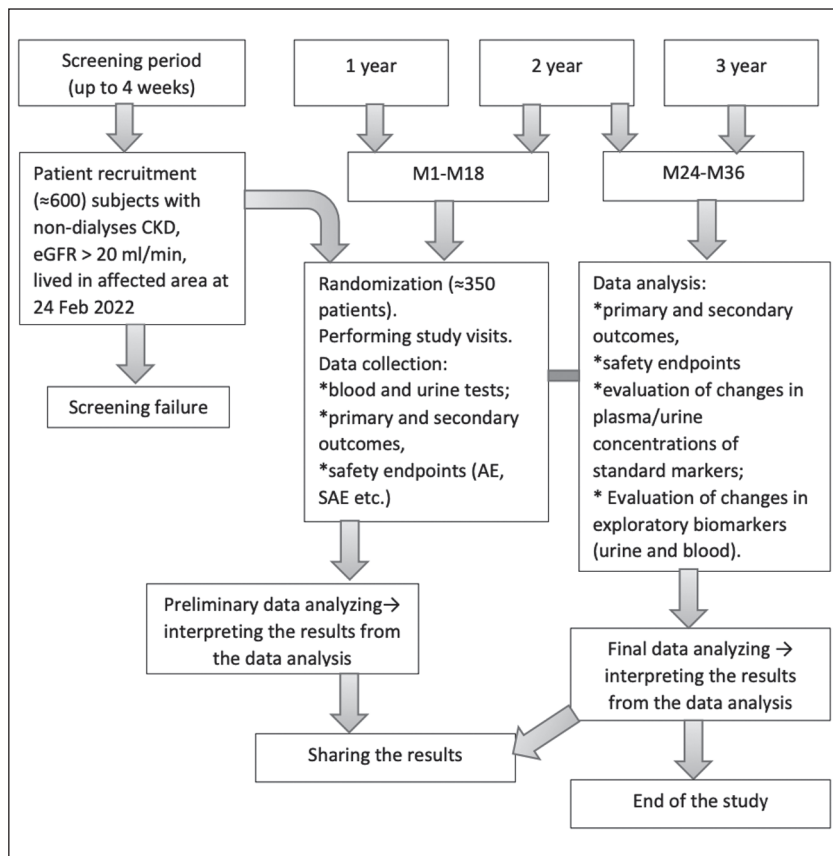 Screening period
(up to 4 weeks)
1 year
2 year
3 year
Patient recruitment
(≈600) subjects with
non-dialyses CKD,
eGFR > 20 ml/min,
lived in affected area at
24 Feb 2022
M1-M18
M24-M36
Screening failure
Randomization (≈350
patients).
Performing study visits.
Data collection:
*blood and urine tests;
*primary and secondary
outcomes,
*safety endpoints (AE,
SAE etc.)
Data analysis:
*primary and secondary
outcomes,
*safety endpoints
*evaluation of changes in
plasma/urine
concentrations of
standard markers;
* Evaluation of changes in
exploratory biomarkers
(urine and blood).
Preliminary data analyzing→
interpreting the results from
the data analysis
Final data analyzing →
interpreting the results
from the data analysis
Sharing the results
End of the study